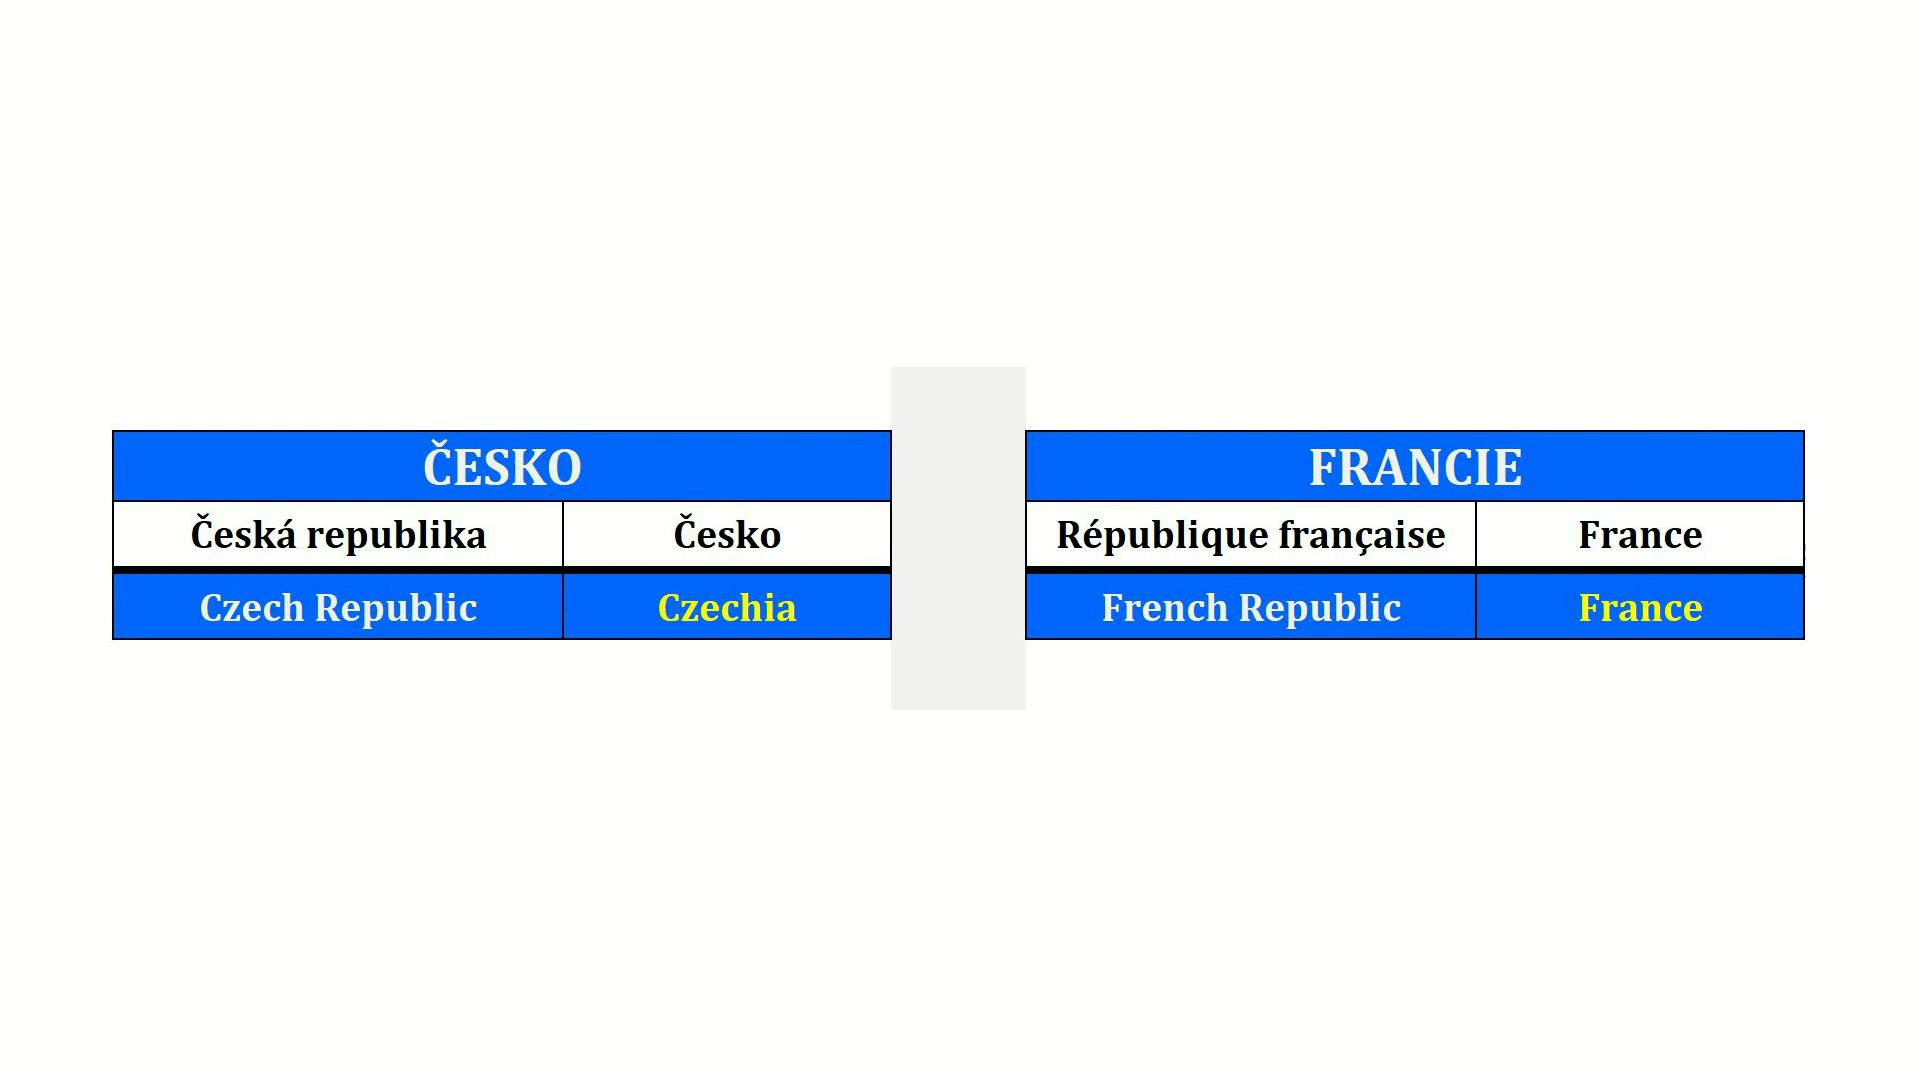 ČESKO
Česká republika Česko
Czech Republic Czechia
FRANCIE
République française France
French Republic France